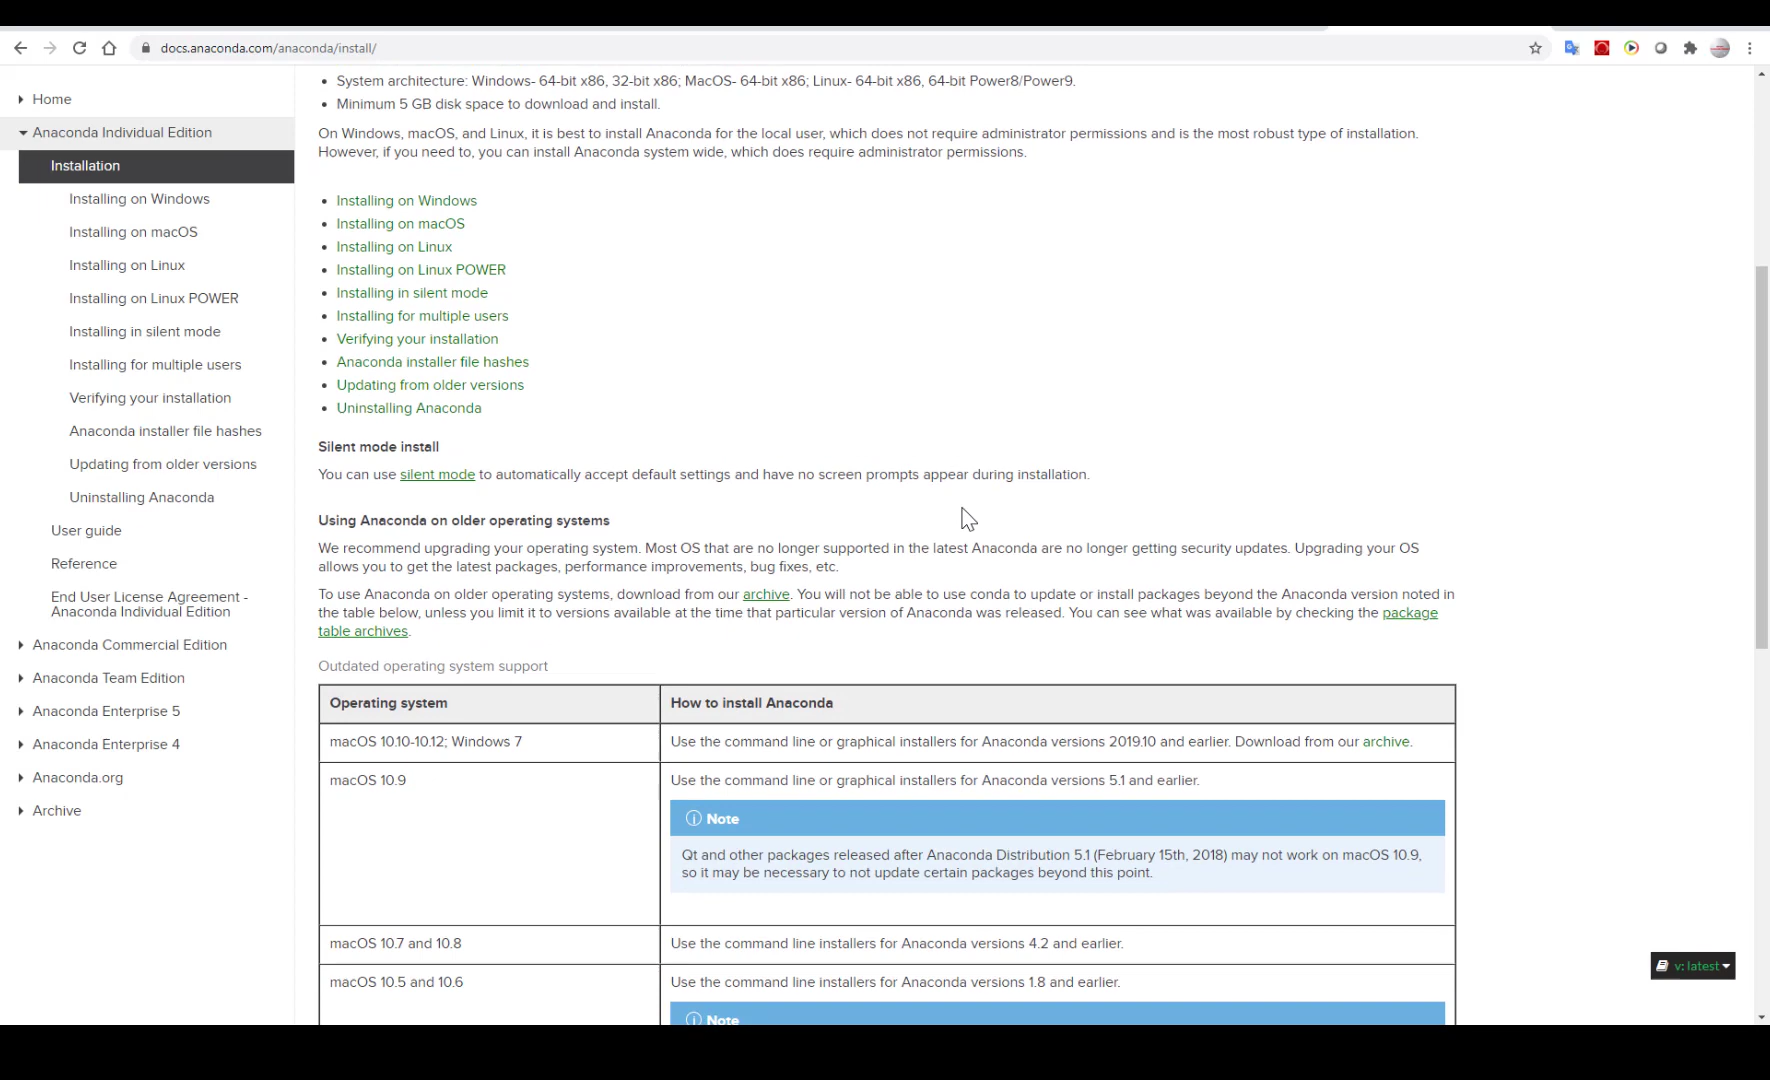 docs.anaconda.com/anaconda/install/
Home
Anaconda Individual Edition
Installation
Installing on Windows
Installing on macOS
Installing on Linux
Installing on Linux POWER
Installing in silent mode
Installing for multiple users
Verifying your installation
Anaconda installer file hashes
Updating from older versions
Uninstalling Anaconda
User guide
Reference
End User License Agreement -
Anaconda Individual Edition
Anaconda Commercial Edition
Anaconda Team Edition
Anaconda Enterprise 5
Anaconda Enterprise 4
Anaconda.org
Archive
• System architecture: Windows- 64-bit x86, 32-bit x86; MacOS- 64-bit x86; Linux- 64-bit x86, 64-bit Power8/Power9.
• Minimum 5 GB disk space to download and install.
On Windows, macOS, and Linux, it is best to install Anaconda for the local user, which does not require administrator permissions and is the most robust type of installation.
However, if you need to, you can install Anaconda system wide, which does require administrator permissions.
• Installing on Windows
• Installing on macOS
• Installing on Linux
• Installing on Linux POWER
• Installing in silent mode
• Installing for multiple users
• Verifying your installation
• Anaconda installer file hashes
• Updating from older versions
• Uninstalling Anaconda
Silent mode install
You can use silent mode to automatically accept default settings and have no screen prompts appear during installation.
Using Anaconda on older operating systems
We recommend upgrading your operating system. Most OS that are no longer supported in the latest Anaconda are no longer getting security updates. Upgrading your OS
allows you to get the latest packages, performance improvements, bug fixes, etc.
To use Anaconda on older operating systems, download from our archive. You will not be able to use conda to update or install packages beyond the Anaconda version noted in
the table below, unless you limit it to versions available at the time that particular version of Anaconda was released. You can see what was available by checking the package
table archives.
Outdated operating system support
Operating system How to install Anaconda
macOS 10.10-10.12; Windows 7 Use the command line or graphical installers for Anaconda versions 2019.10 and earlier. Download from our archive.
macOS 10.9 Use the command line or graphical installers for Anaconda versions 5.1 and earlier.
Note
Qt and other packages released after Anaconda Distribution 5.1 (February 15th, 2018) may not work on macOS 10.9,
so it may be necessary to not update certain packages beyond this point.
macOS 10.7 and 10.8 Use the command line installers for Anaconda versions 4.2 and earlier.
macOS 10.5 and 10.6 Use the command line installers for Anaconda versions 1.8 and earlier.
Note
v: latest